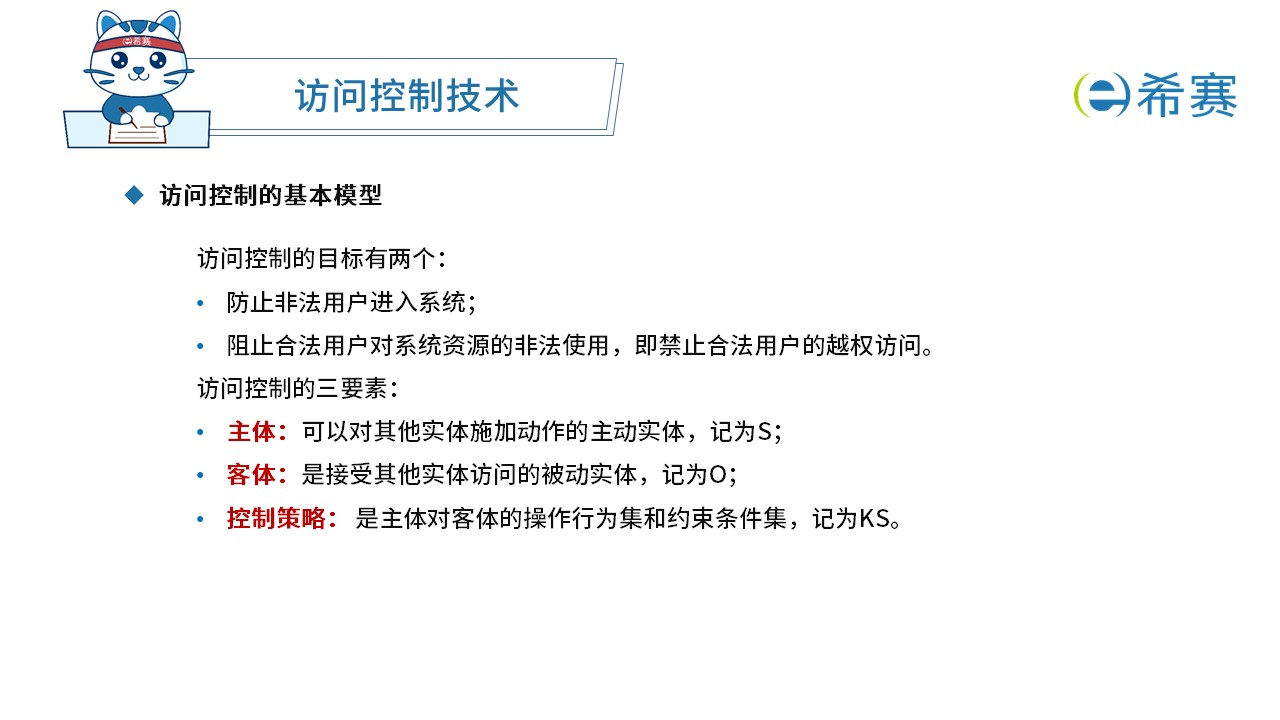 希赛
访问控制技术
希赛
访问控制的基本模型
访问控制的目标有两个：
• 防止非法用户进入系统；
• 阻止合法用户对系统资源的非法使用，即禁止合法用户的越权访问。
访问控制的三要素：
• 主体：可以对其他实体施加动作的主动实体，记为S；
• 客体：是接受其他实体访问的被动实体，记为O；
• 控制策略： 是主体对客体的操作行为集和约束条件集，记为KS。